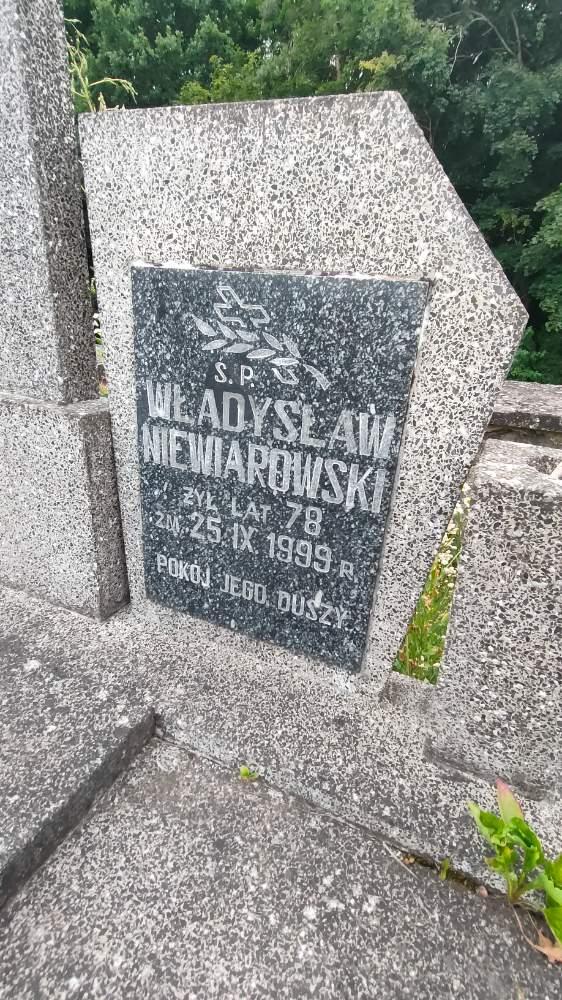 Ś.P.
WŁADYSŁAW
NIEWIAROWSKI
ŻYŁ LAT 78
ZM. 25 IX 1999 R.
POKÓJ JEGO DUSZY